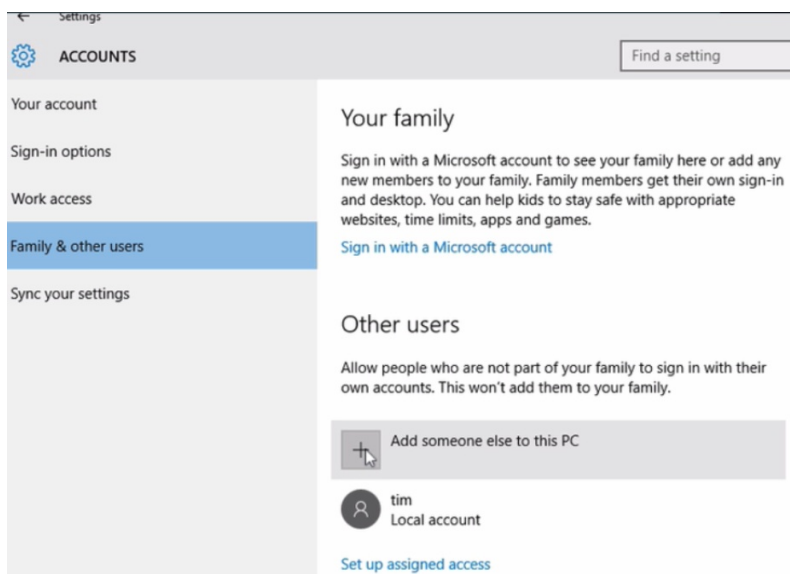 Settings
ACCOUNTS
Find a setting
Your account
Sign-in options
Work access
Family & other users
Sync your settings
Your family
Sign in with a Microsoft account to see your family here or add any
new members to your family. Family members get their own sign-in
and desktop. You can help kids to stay safe with appropriate
websites, time limits, apps and games.
Sign in with a Microsoft account
Other users
Allow people who are not part of your family to sign in with their
own accounts. This won't add them to your family.
Add someone else to this PC
tim
Local account
Set up assigned access